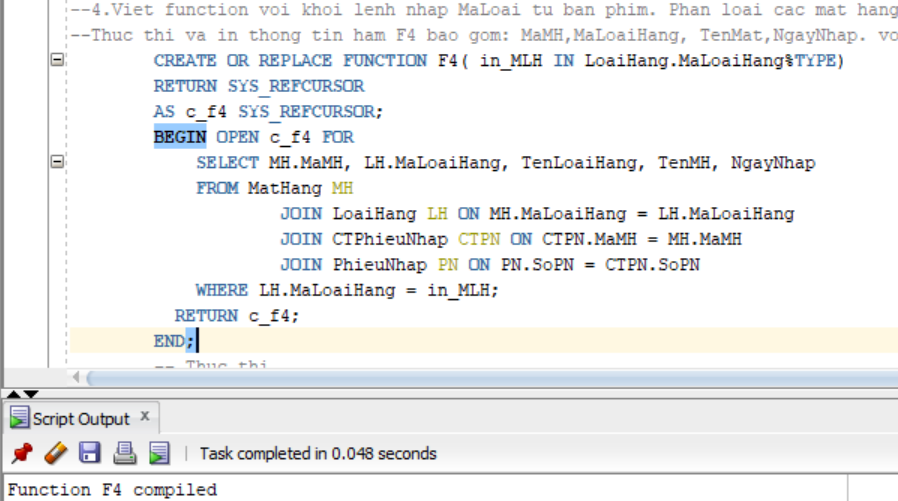 --4.Viet function voi khoi lenh nhap MaLoai tu ban phim. Phan loai cac mat hang
--Thuc thi va in thong tin ham F4 bao gom: MaMH,MaLoaiHang, TenMat,NgayNhap. vo
CREATE OR REPLACE FUNCTION F4( in_MLH IN LoaiHang.MaLoaiHang%TYPE)
RETURN SYS_REFCURSOR
AS c_f4 SYS_REFCURSOR;
BEGIN OPEN c_f4 FOR
SELECT MH.MaMH, LH.MaLoaiHang, TenLoaiHang, TenMH, NgayNhap
FROM MatHang MH
JOIN LoaiHang LH ON MH.MaLoaiHang = LH.MaLoaiHang
JOIN CTPhieuNhap CTPN ON CTPN.MaMH = MH.MaMH
JOIN PhieuNhap PN ON PN.SoPN = CTPN.SoPN
WHERE LH.MaLoaiHang = in_MLH;
RETURN c_f4;
END;
-- Thuc thi
Script Output x
Task completed in 0.048 seconds
Function F4 compiled